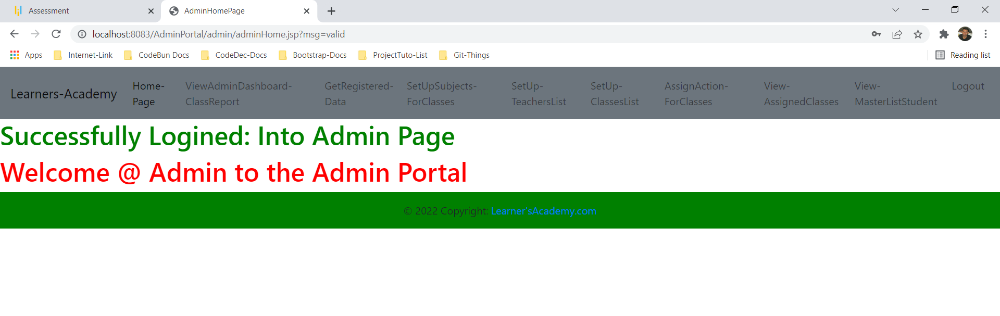 Assessment
AdminHomePage
localhost:8083/AdminPortal/admin/adminHome.jsp?msg=valid
Apps Internet-Link CodeBun Docs CodeDec-Docs Bootstrap-Docs ProjectTuto-List Git-Things Reading list
Learners-Academy
Home-
Page
ViewAdminDashboard-
ClassReport
GetRegistered-
Data
SetUpSubjects-
ForClasses
SetUp-
TeachersList
SetUp-
ClassesList
AssignAction-
ForClasses
View-
AssignedClasses
View-
MasterListStudent
Logout
Successfully Logined: Into Admin Page
Welcome @ Admin to the Admin Portal
© 2022 Copyright: Learner'sAcademy.com